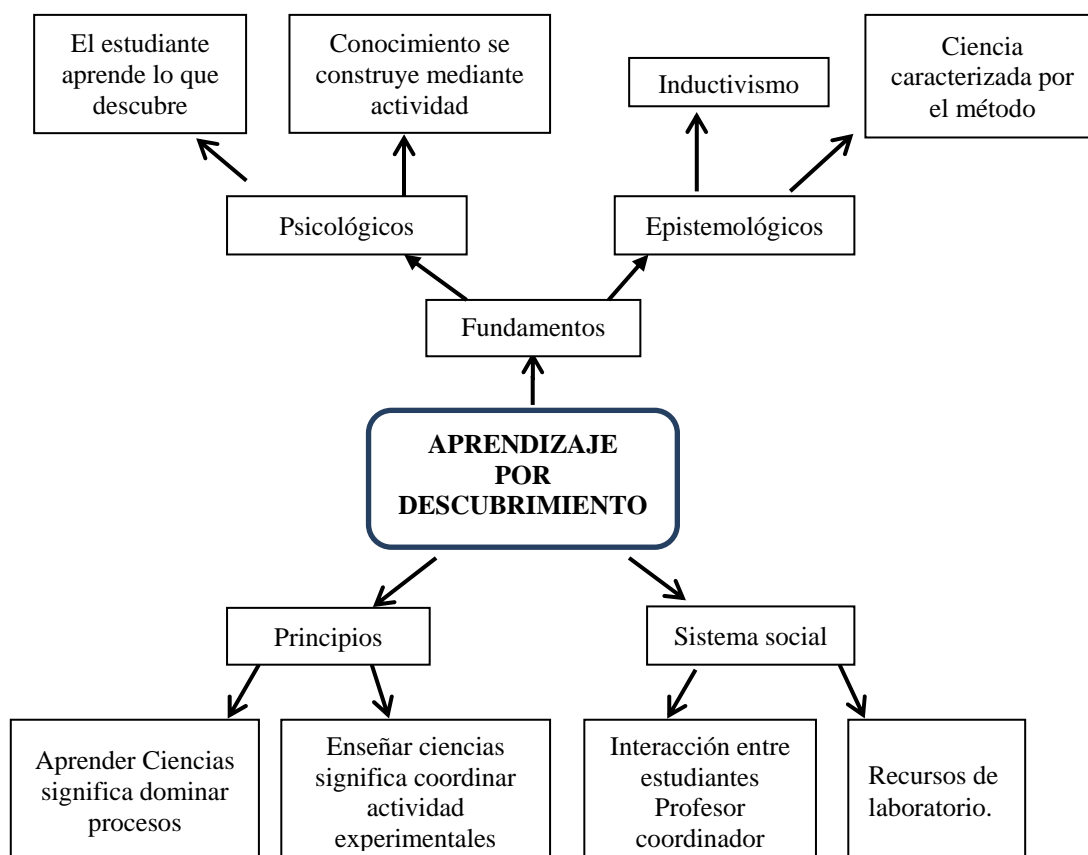 El estudiante
aprende lo que
descubre
Conocimiento se
construye mediante
actividad
Inductivismo
Ciencia
caracterizada por
el método
Psicológicos
Epistemológicos
Fundamentos
APRENDIZAJE
POR
DESCUBRIMIENTO
Principios
Sistema social
Aprender Ciencias
significa dominar
procesos
Enseñar ciencias
significa coordinar
actividad
experimentales
Interacción entre
estudiantes
Profesor
coordinador
Recursos de
laboratorio.